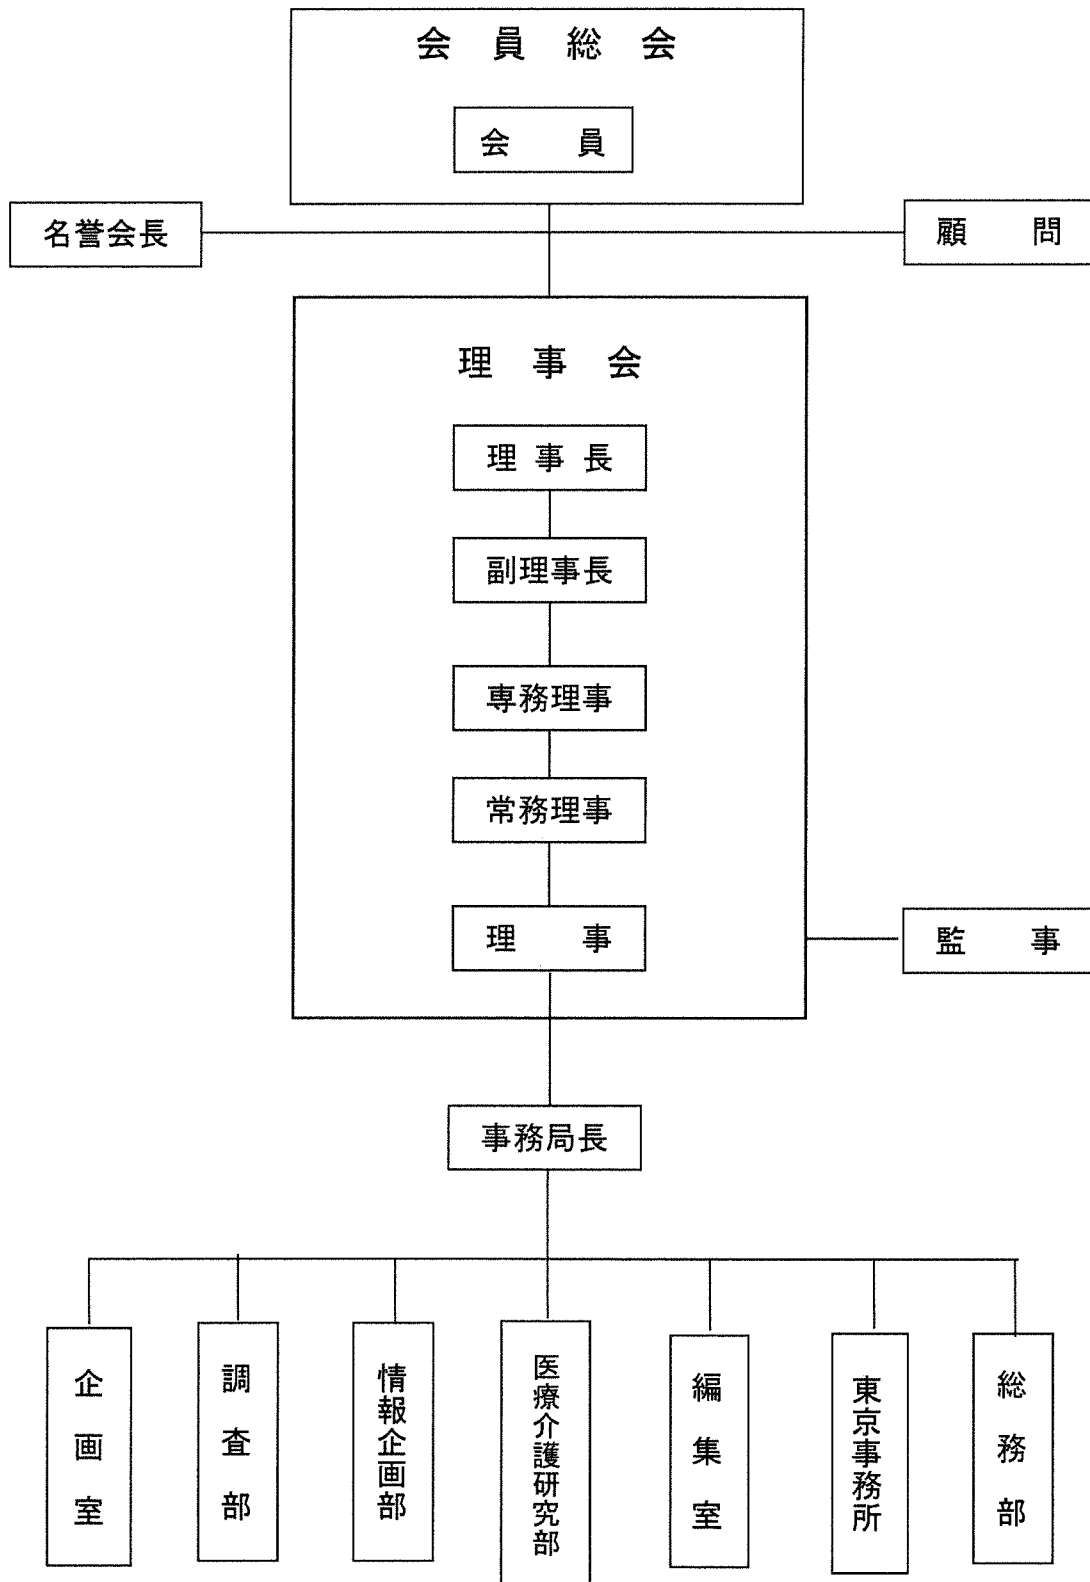 会員総会
会員
名誉会長
顧問
理事会
理事長
副理事長
専務理事
常務理事
理事
監事
事務局長
企画室
調査部
情報企画部
医療介護研究部
編集室
東京事務所
総務部